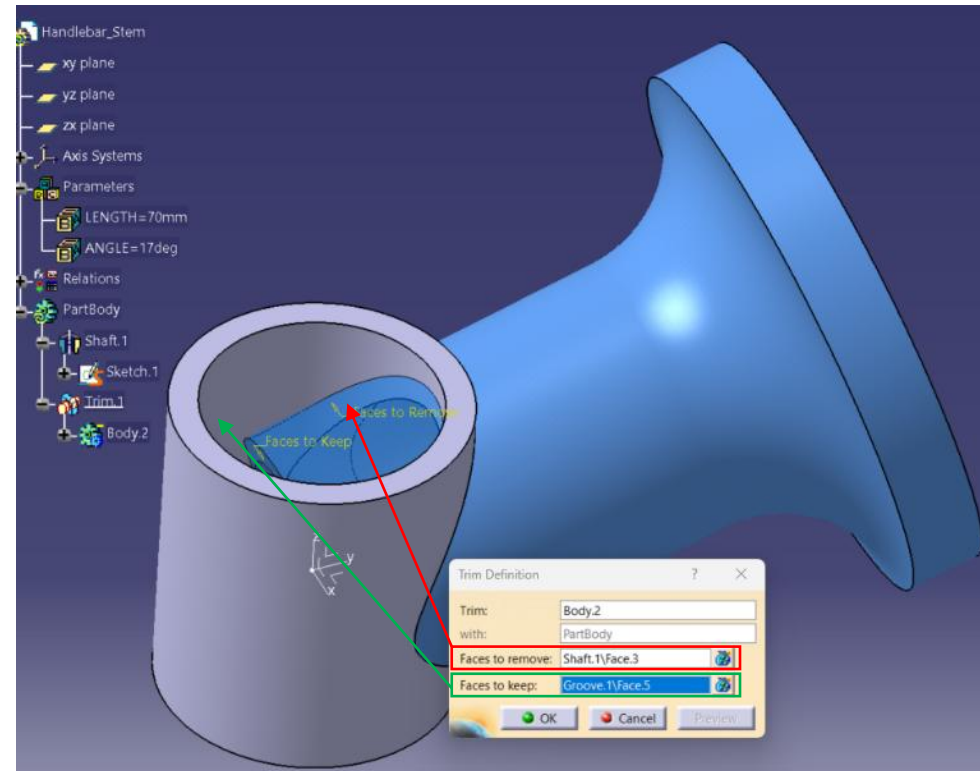 Handlebar_Stem
xy plane
yz plane
zx plane
Axis Systems
Parameters
LENGTH=70mm
ANGLE=17deg
Relations
PartBody
Shaft.1
Sketch.1
Trim.1
Body.2
Faces to Remove
Faces to Keep
z
y
x
Trim Definition ? ×
Trim: Body.2
with: PartBody
Faces to remove: Shaft.1\Face.3
Faces to keep: Groove.1\Face.5
OK Cancel Preview